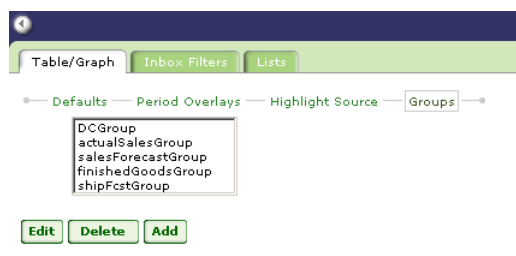 Table/Graph Inbox Filters Lists
Defaults Period Overlays Highlight Source Groups
DCGroup
actualSalesGroup
salesForecastGroup
finishedGoodsGroup
shipFcstGroup
Edit Delete Add